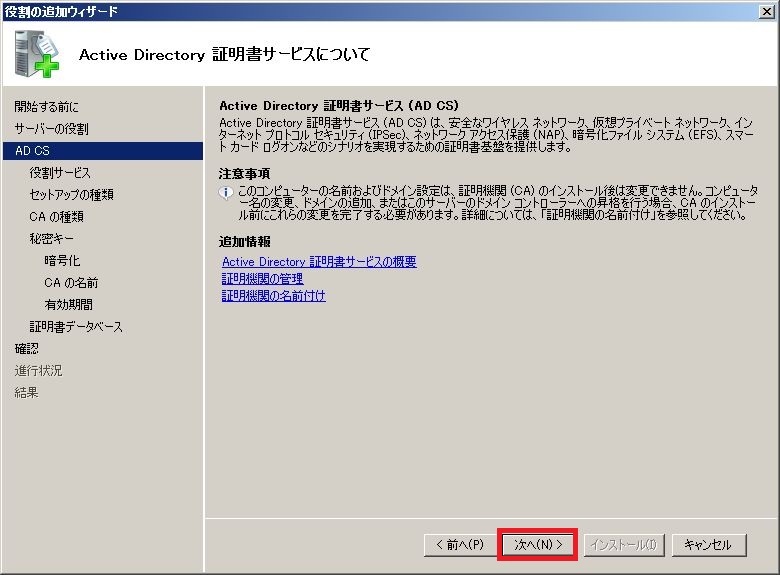 役割の追加ウィザード
Active Directory 証明書サービスについて
開始する前に
サーバーの役割
AD CS
役割サービス
セットアップの種類
CA の種類
秘密キー
暗号化
CA の名前
有効期間
証明書データベース
確認
進行状況
結果
Active Directory 証明書サービス (AD CS)
Active Directory 証明書サービス (AD CS) は、安全なワイヤレス ネットワーク、仮想プライベート ネットワーク、イン
ターネット プロトコル セキュリティ (IPSec)、ネットワーク アクセス保護 (NAP)、暗号化ファイル システム (EFS)、スマー
ト カード ログオンなどのシナリオを実現するための証明書基盤を提供します。
注意事項
このコンピューターの名前およびドメイン設定は、証明機関 (CA) のインストール後は変更できません。コンピュータ
ー名の変更、ドメインの追加、またはこのサーバーのドメイン コントローラーへの昇格を行う場合、CA のインストー
ル前にこれらの変更を完了する必要があります。詳細については、「証明機関の名前付け」を参照してください。
追加情報
Active Directory 証明書サービスの概要
証明機関の管理
証明機関の名前付け
< 前へ(P)
次へ(N) >
インストール(I)
キャンセル